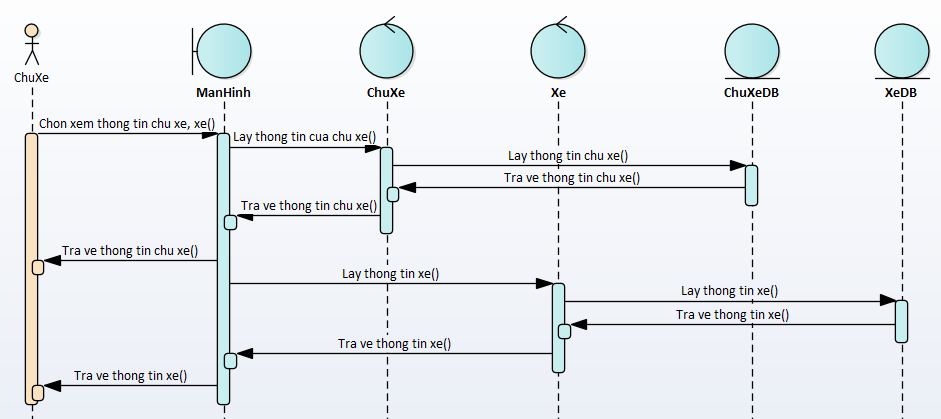 ChuXe
ManHinh
ChuXe
Xe
ChuXeDB
XeDB
Chon xem thong tin chu xe, xe()
Lay thong tin cua chu xe()
Lay thong tin chu xe()
Tra ve thong tin chu xe()
Tra ve thong tin chu xe()
Tra ve thong tin chu xe()
Lay thong tin xe()
Lay thong tin xe()
Tra ve thong tin xe()
Tra ve thong tin xe()
Tra ve thong tin xe()